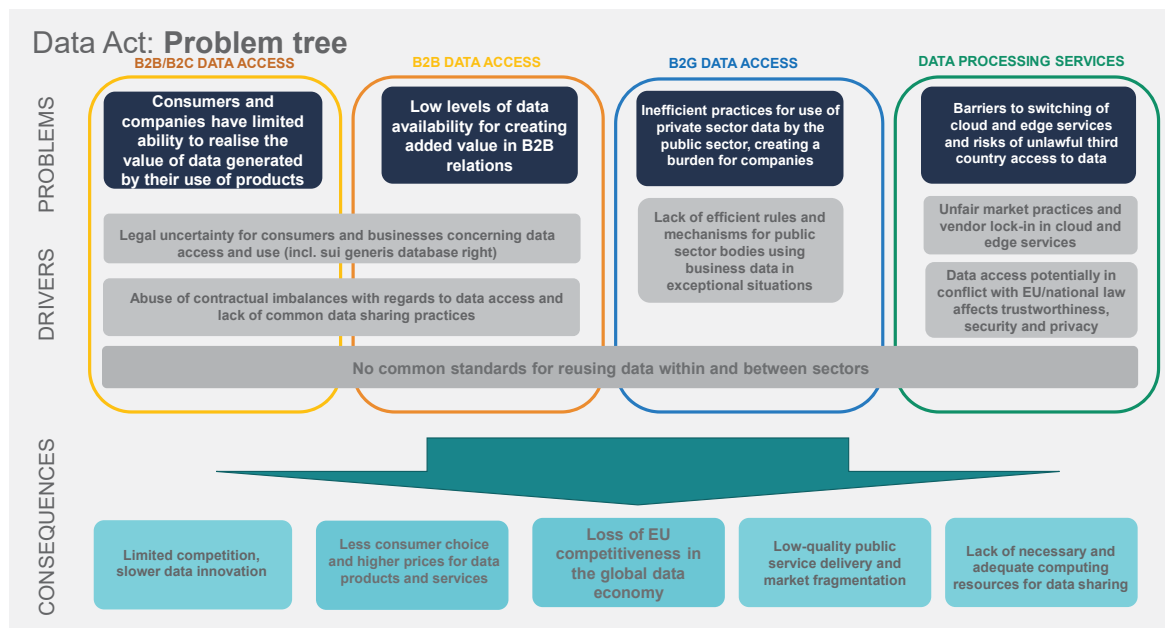 Data Act: Problem tree
B2B/B2C DATA ACCESS
B2B DATA ACCESS
B2G DATA ACCESS
DATA PROCESSING SERVICES
PROBLEMS
Consumers and
companies have limited
ability to realise the
value of data generated
by their use of products
Low levels of data
availability for creating
added value in B2B
relations
Inefficient practices for use of
private sector data by the
public sector, creating a
burden for companies
Barriers to switching of
cloud and edge services
and risks of unlawful third
country access to data
DRIVERS
Legal uncertainty for consumers and businesses concerning data
access and use (incl. sui generis database right)
Abuse of contractual imbalances with regards to data access and
lack of common data sharing practices
Lack of efficient rules and
mechanisms for public
sector bodies using
business data in
exceptional situations
Unfair market practices and
vendor lock-in in cloud and
edge services
Data access potentially in
conflict with EU/national law
affects trustworthiness,
security and privacy
No common standards for reusing data within and between sectors
CONSEQUENCES
Limited competition,
slower data innovation
Less consumer choice
and higher prices for data
products and services
Loss of EU
competitiveness in
the global data
economy
Low-quality public
service delivery and
market fragmentation
Lack of necessary and
adequate computing
resources for data sharing